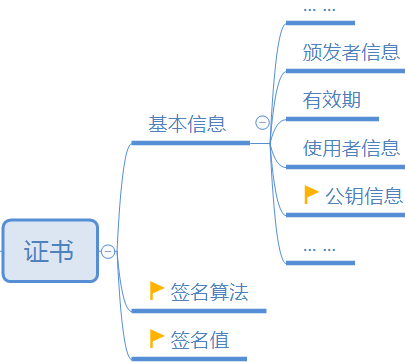 ... ...
颁发者信息
有效期
基本信息
使用者信息
公钥信息
证书
... ...
签名算法
签名值